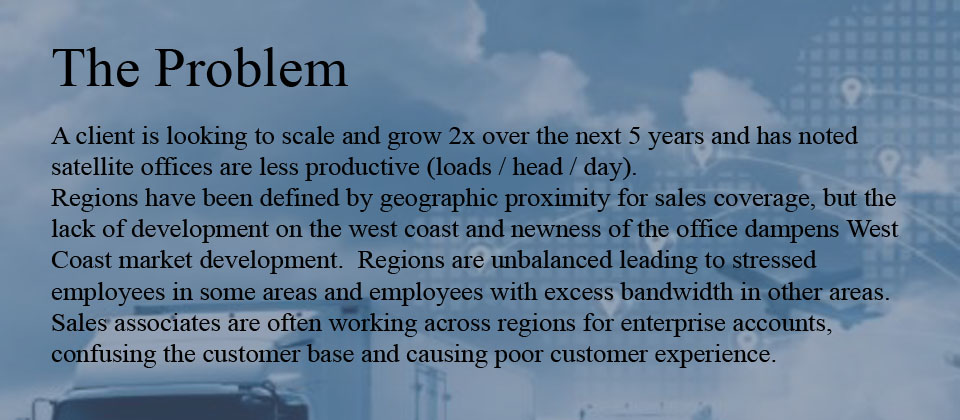 The Problem
A client is looking to scale and grow 2x over the next 5 years and has noted
satellite offices are less productive (loads / head / day).
Regions have been defined by geographic proximity for sales coverage, but the
lack of development on the west coast and newness of the office dampens West
Coast market development.  Regions are unbalanced leading to stressed
employees in some areas and employees with excess bandwidth in other areas.
Sales associates are often working across regions for enterprise accounts,
confusing the customer base and causing poor customer experience.